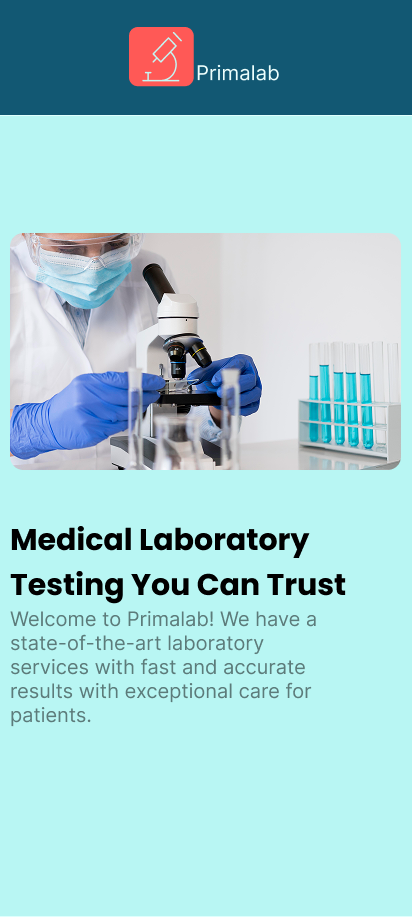 Primalab
Medical Laboratory
Testing You Can Trust
Welcome to Primalab! We have a
state-of-the-art laboratory
services with fast and accurate
results with exceptional care for
patients.